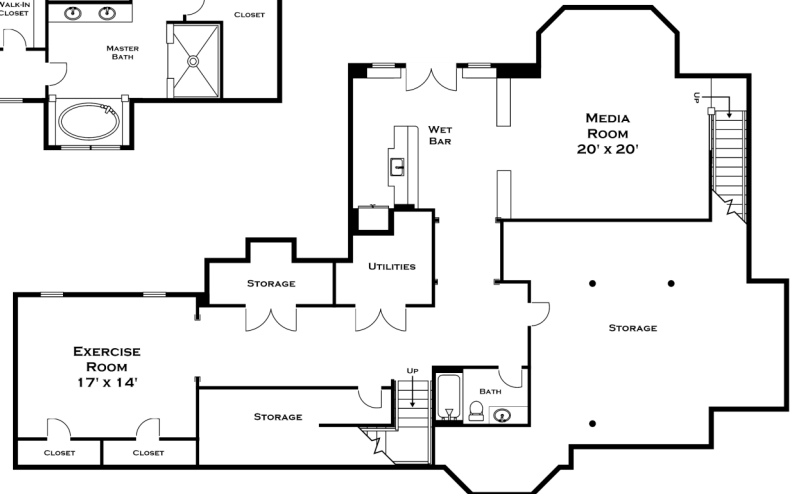 WALK-IN
CLOSET
CLOSET
MASTER
BATH
WET
BAR
MEDIA
ROOM
20' x 20'
UP
UTILITIES
STORAGE
STORAGE
EXERCISE
ROOM
17' x 14'
UP
BATH
STORAGE
CLOSET
CLOSET